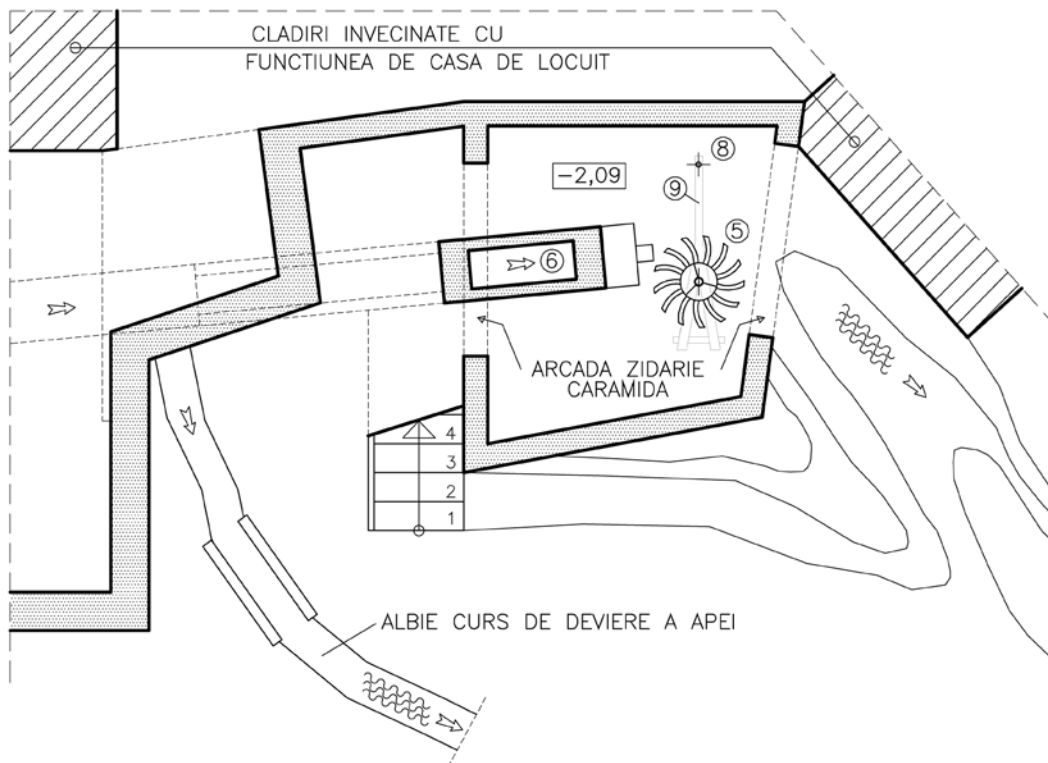 CLADIRI INVECINATE CU
FUNCTIUNEA DE CASA DE LOCUIT
8
-2,09
9
5
6
ARCADA ZIDARIE
CARAMIDA
4
3
2
1
ALBIE CURS DE DEVIERE A APEI